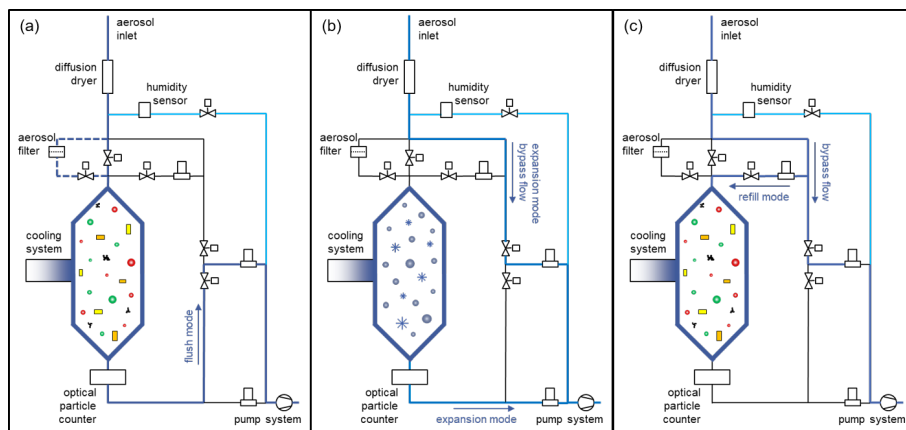 (a)
aerosol
inlet
diffusion
dryer
humidity
sensor
aerosol
filter
cooling
system
flush mode
optical
particle
counter
pump system
(b)
aerosol
inlet
diffusion
dryer
humidity
sensor
aerosol
filter
expansion mode
bypass flow
cooling
system
optical
particle
counter
expansion mode
pump system
(c)
aerosol
inlet
diffusion
dryer
humidity
sensor
aerosol
filter
bypass flow
refill mode
cooling
system
optical
particle
counter
pump system